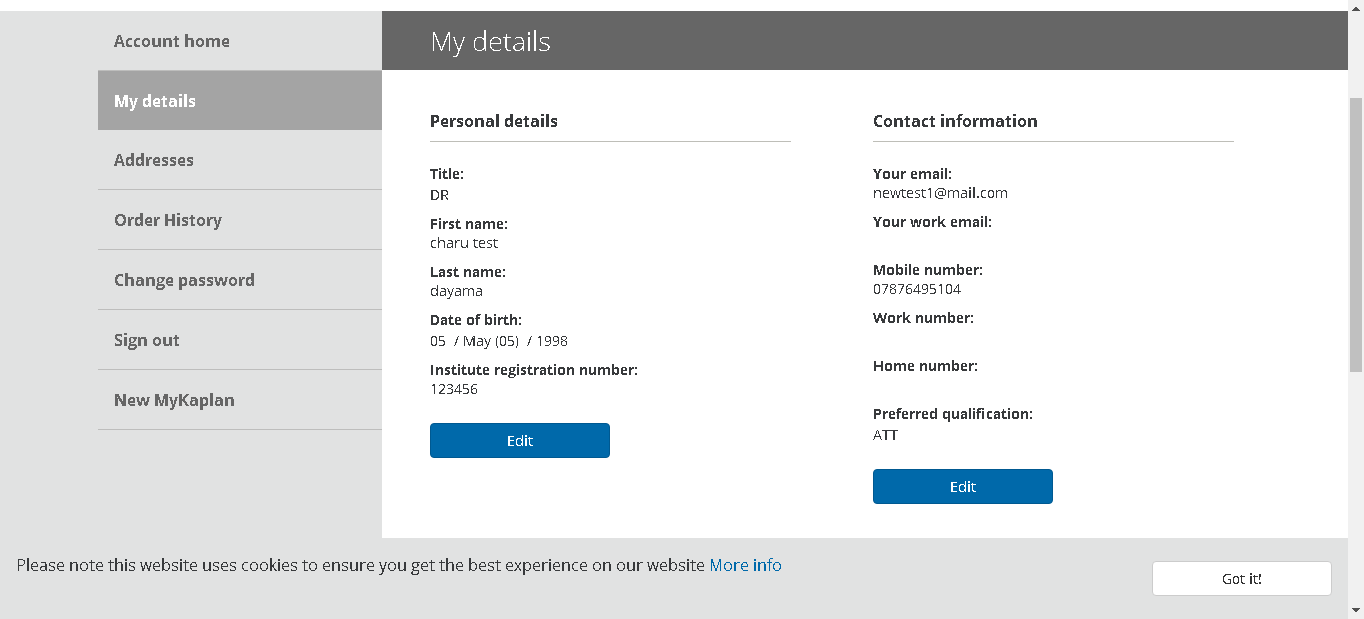 Account home
My details
Addresses
Order History
Change password
Sign out
New MyKaplan
My details
Personal details
Title:
DR
First name:
charu test
Last name:
dayama
Date of birth:
05 / May (05) / 1998
Institute registration number:
123456
Edit
Contact information
Your email:
newtest1@mail.com
Your work email:
Mobile number:
07876495104
Work number:
Home number:
Preferred qualification:
ATT
Edit
Please note this website uses cookies to ensure you get the best experience on our website More info
Got it!